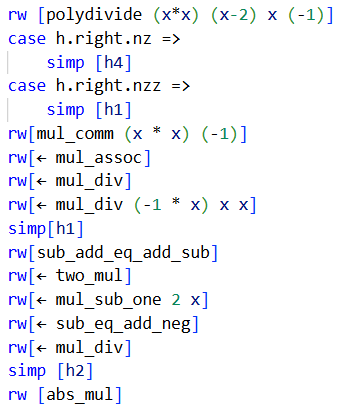 rw [polydivide (x*x) (x-2) x (-1)]
case h.right.nz =>
simp [h4]
case h.right.nzz =>
simp [h1]
rw[mul_comm (x * x) (-1)]
rw[← mul_assoc]
rw[← mul_div]
rw[← mul_div (-1 * x) x x]
simp[h1]
rw[sub_add_eq_add_sub]
rw[← two_mul]
rw[← mul_sub_one 2 x]
rw[← sub_eq_add_neg]
rw[← mul_div]
simp [h2]
rw [abs_mul]